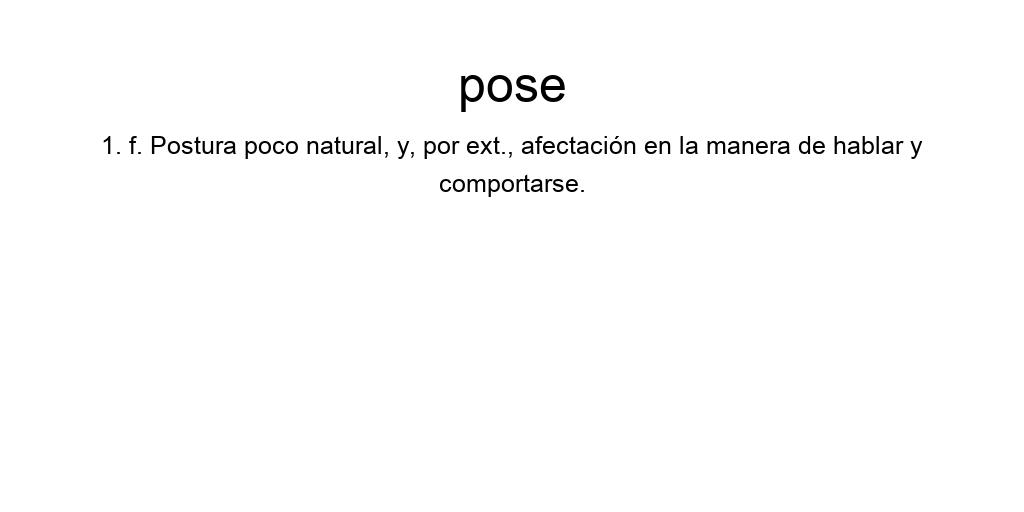 pose
1. f. Postura poco natural, y, por ext., afectación en la manera de hablar y
comportarse.